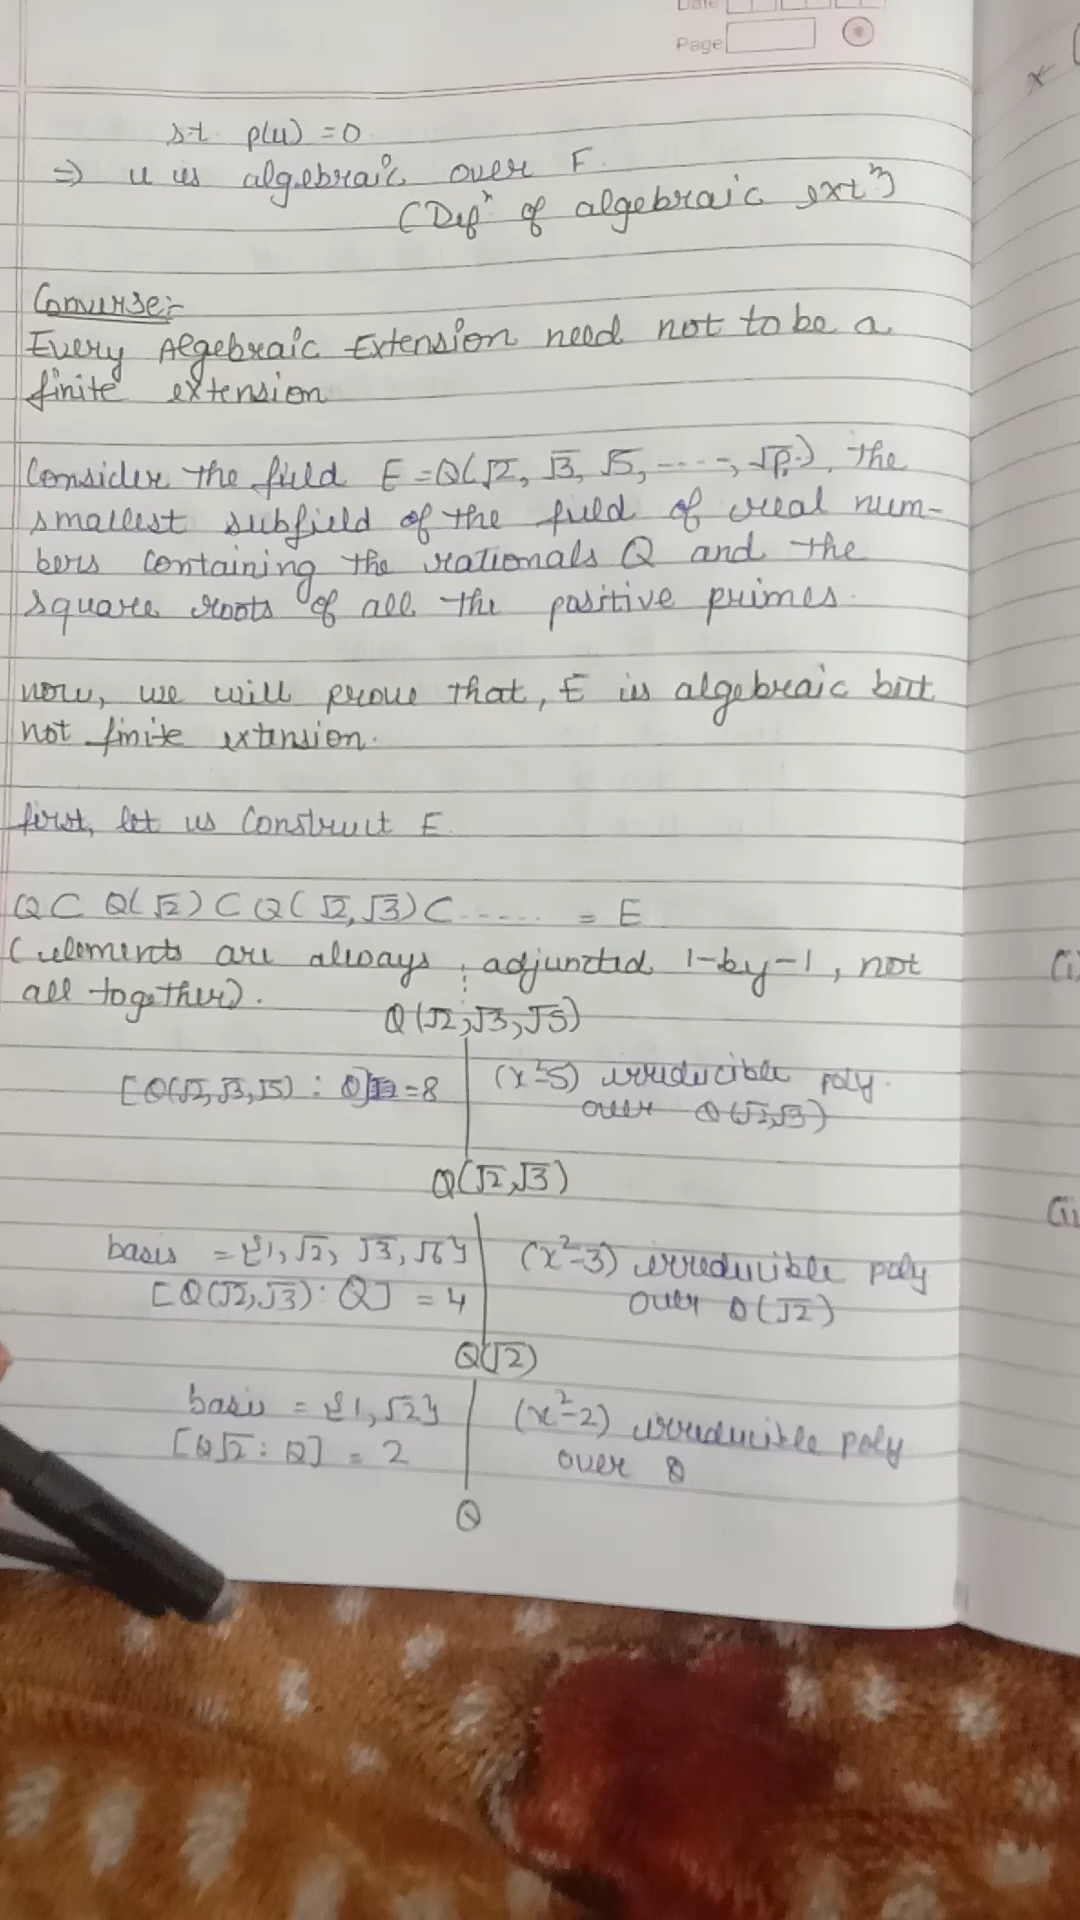 Date
Page
s.t. p(u) = 0
⇒ u is algebraic over F.
(Defⁿ of algebraic extⁿ)
Converse:-
Every Algebraic Extension need not to be a
finite extension
Consider the field E = Q(√2, √3, √5, ----, √pᵢ..), the
smallest subfield of the field of real num-
bers containing the rationals Q and the
square roots of all the positive primes.
now, we will prove that, E is algebraic but
not finite extension.
first, let us construct E.
Q ⊂ Q(√2) ⊂ Q(√2,√3) ⊂ ...... = E
(elements are always adjuncted 1-by-1, not
all together).
Q(√2,√3,√5)
[Q(√2,√3,√5) : Q] = 8 (x²-5) irreducible poly.
over Q(√2,√3)
Q(√2,√3)
basis = {1, √2, √3, √6} (x²-3) irreducible poly
[Q(√2,√3) : Q] = 4 over Q(√2)
Q(√2)
basis = {1, √2} (x²-2) irreducible poly
[Q√2 : Q] = 2 over Q
Q